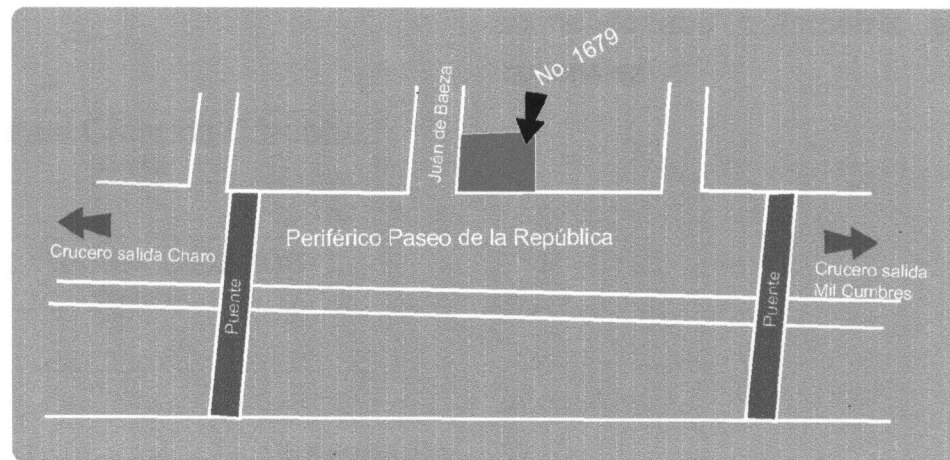 No. 1679
Juán de Baeza
Periférico Paseo de la República
Crucero salida Charo
Crucero salida
Mil Cumbres
Puente
Puente